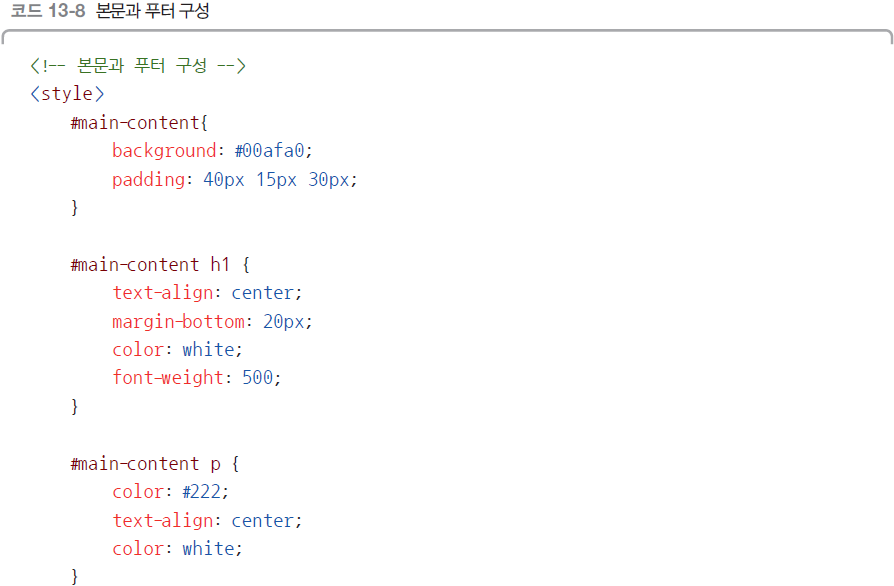 코드 13-8 본문과 푸터 구성
<!-- 본문과 푸터 구성 -->
<style>
#main-content{
background: #00afa0;
padding: 40px 15px 30px;
}
#main-content h1 {
text-align: center;
margin-bottom: 20px;
color: white;
font-weight: 500;
}
#main-content p {
color: #222;
text-align: center;
color: white;
}